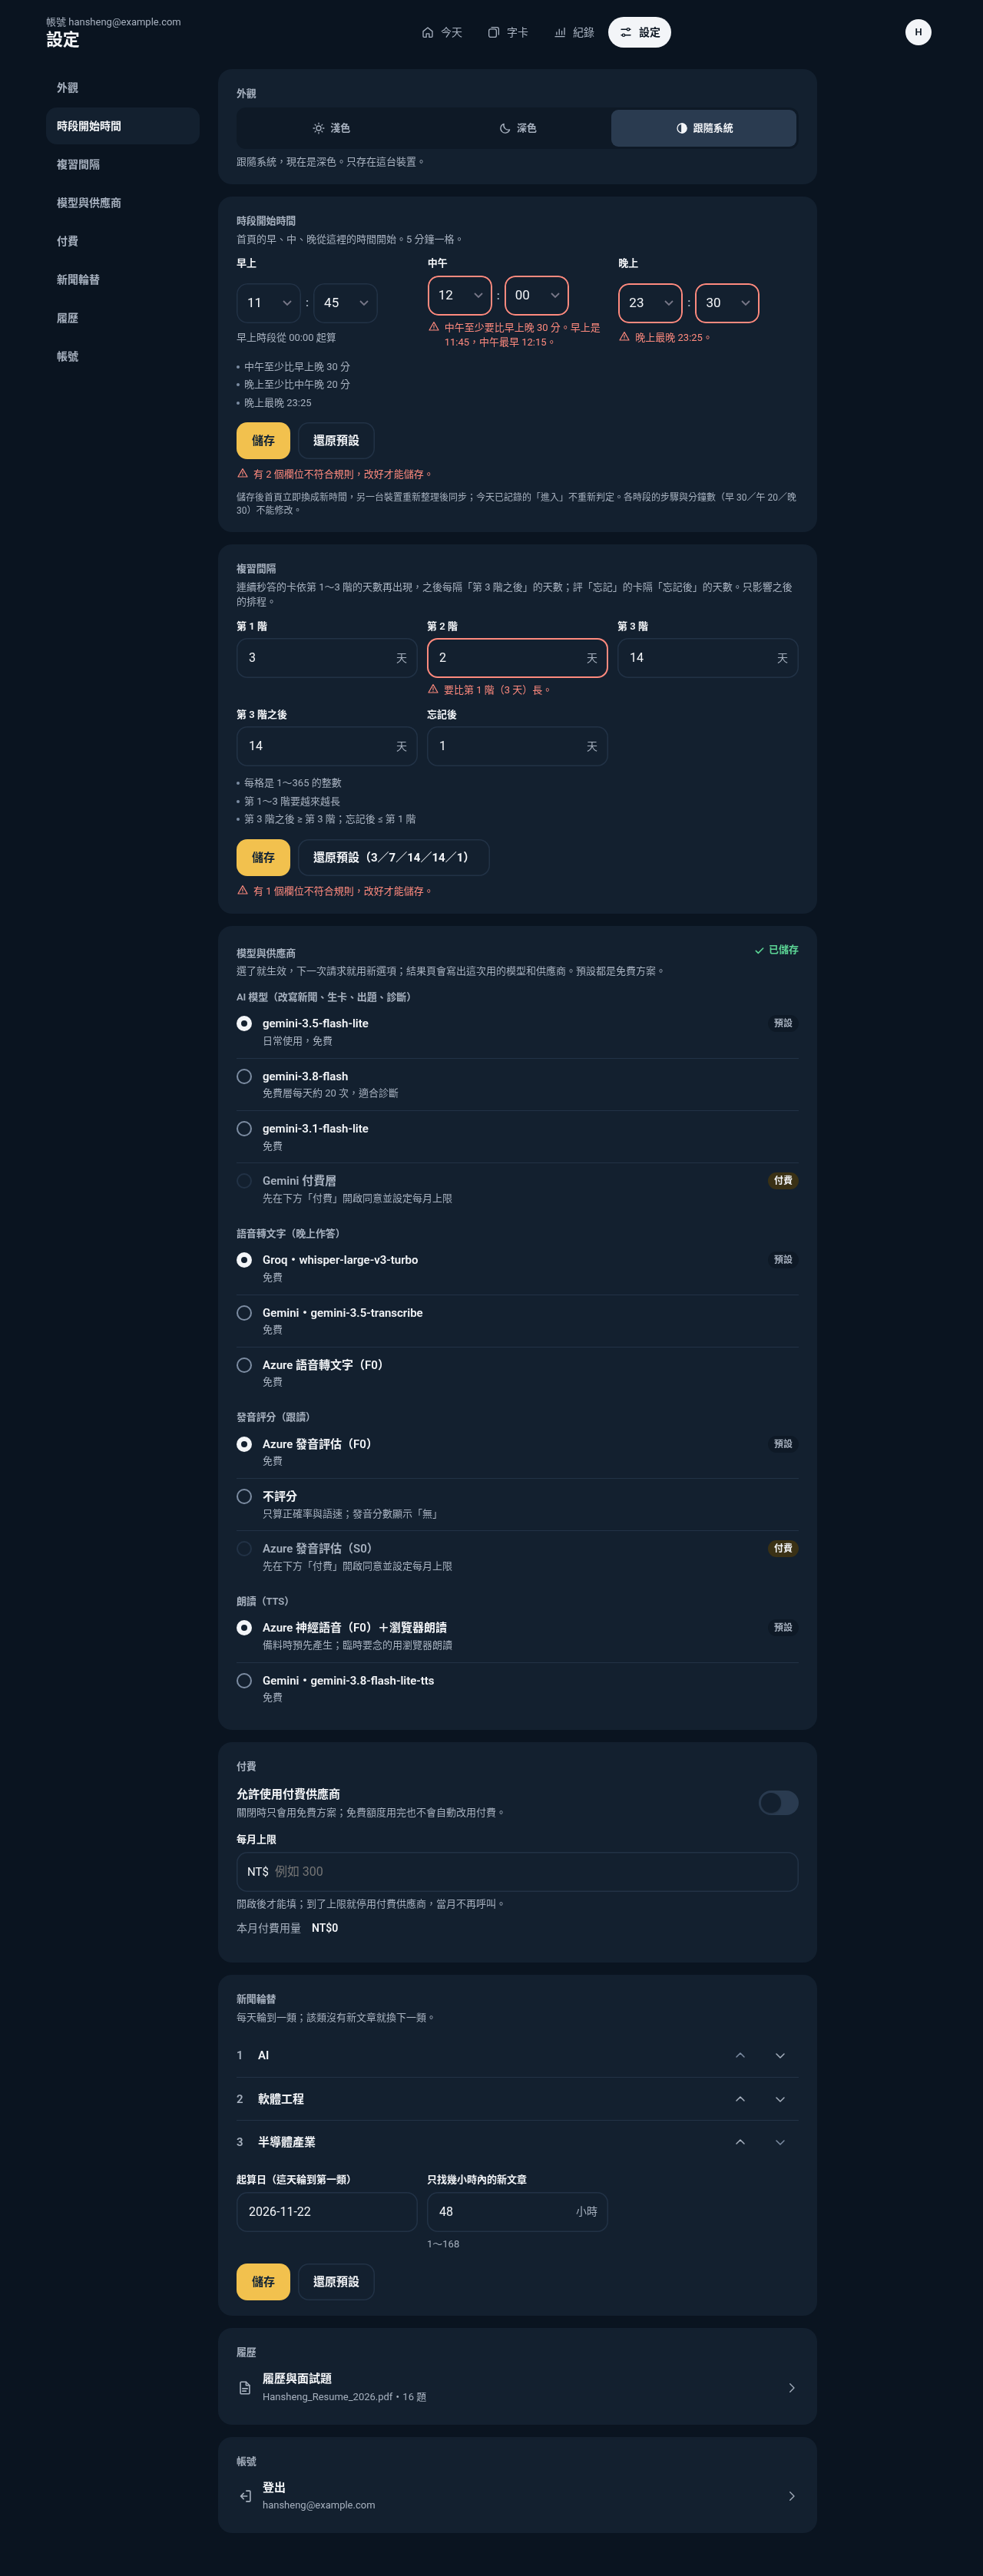 帳號 hansheng@example.com
設定
今天
字卡
紀錄
設定
H
外觀
時段開始時間
複習間隔
模型與供應商
付費
新聞輪替
履歷
帳號
外觀
淺色
深色
跟隨系統
跟隨系統，現在是深色。只存在這台裝置。
時段開始時間
首頁的早、中、晚從這裡的時間開始。5 分鐘一格。
早上
中午
晚上
11 : 45
12 : 00
23 : 30
早上時段從 00:00 起算
中午至少要比早上晚 30 分。早上是
11:45，中午最早 12:15。
晚上最晚 23:25。
• 中午至少比早上晚 30 分
• 晚上至少比中午晚 20 分
• 晚上最晚 23:25
儲存
還原預設
有 2 個欄位不符合規則，改好才能儲存。
儲存後首頁立即換成新時間，另一台裝置重新整理後同步；今天已記錄的「進入」不重新判定。各時段的步驟與分鐘數（早 30／午 20／晚
30）不能修改。
複習間隔
連續秒答的卡依第 1～3 階的天數再出現，之後每隔「第 3 階之後」的天數；評「忘記」的卡隔「忘記後」的天數。只影響之後
的排程。
第 1 階
第 2 階
第 3 階
3 天
2 天
14 天
要比第 1 階（3 天）長。
第 3 階之後
忘記後
14 天
1 天
• 每格是 1～365 的整數
• 第 1～3 階要越來越長
• 第 3 階之後 ≥ 第 3 階；忘記後 ≤ 第 1 階
儲存
還原預設（3／7／14／14／1）
有 1 個欄位不符合規則，改好才能儲存。
模型與供應商
已儲存
選了就生效，下一次請求就用新選項；結果頁會寫出這次用的模型和供應商。預設都是免費方案。
AI 模型（改寫新聞、生卡、出題、診斷）
gemini-3.5-flash-lite
預設
日常使用，免費
gemini-3.8-flash
免費層每天約 20 次，適合診斷
gemini-3.1-flash-lite
免費
Gemini 付費層
付費
先在下方「付費」開啟同意並設定每月上限
語音轉文字（晚上作答）
Groq・whisper-large-v3-turbo
預設
免費
Gemini・gemini-3.5-transcribe
免費
Azure 語音轉文字（F0）
免費
發音評分（跟讀）
Azure 發音評估（F0）
預設
免費
不評分
只算正確率與語速；發音分數顯示「無」
Azure 發音評估（S0）
付費
先在下方「付費」開啟同意並設定每月上限
朗讀（TTS）
Azure 神經語音（F0）＋瀏覽器朗讀
預設
備料時預先產生；臨時要念的用瀏覽器朗讀
Gemini・gemini-3.8-flash-lite-tts
免費
付費
允許使用付費供應商
關閉時只會用免費方案；免費額度用完也不會自動改用付費。
每月上限
NT$ 例如 300
開啟後才能填；到了上限就停用付費供應商，當月不再呼叫。
本月付費用量 NT$0
新聞輪替
每天輪到一類；該類沒有新文章就換下一類。
1 AI
2 軟體工程
3 半導體產業
起算日（這天輪到第一類）
只找幾小時內的新文章
2026-11-22
48 小時
1～168
儲存
還原預設
履歷
履歷與面試題
Hansheng_Resume_2026.pdf・16 題
帳號
登出
hansheng@example.com